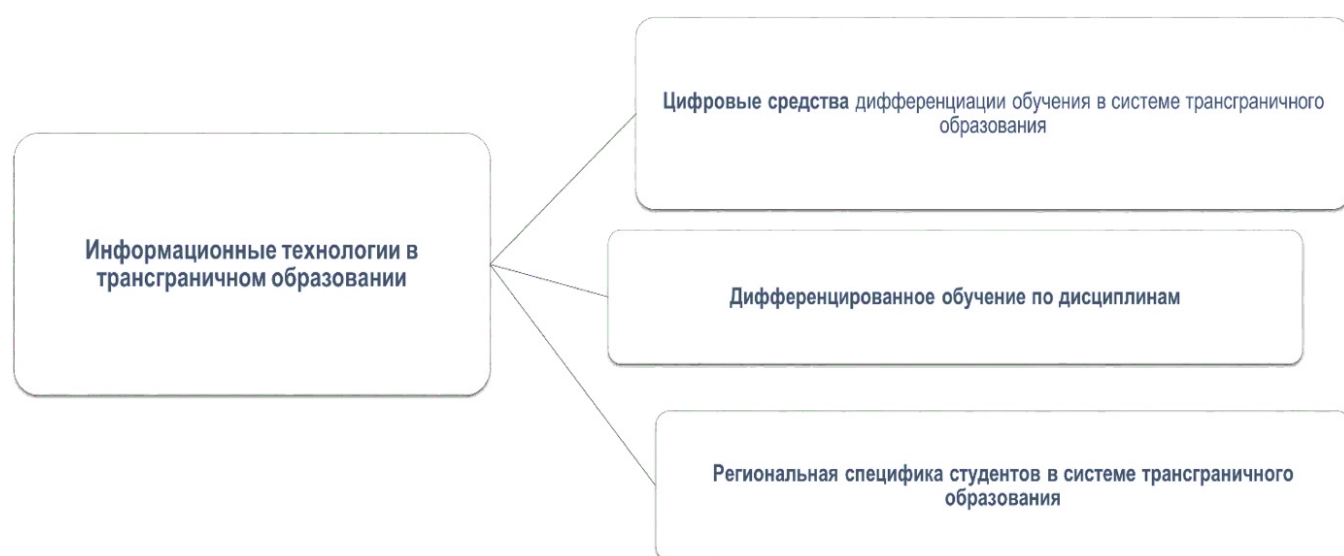 Цифровые средства дифференциации обучения в системе трансграничного
образования
Информационные технологии в
трансграничном образовании
Дифференцированное обучение по дисциплинам
Региональная специфика студентов в системе трансграничного
образования